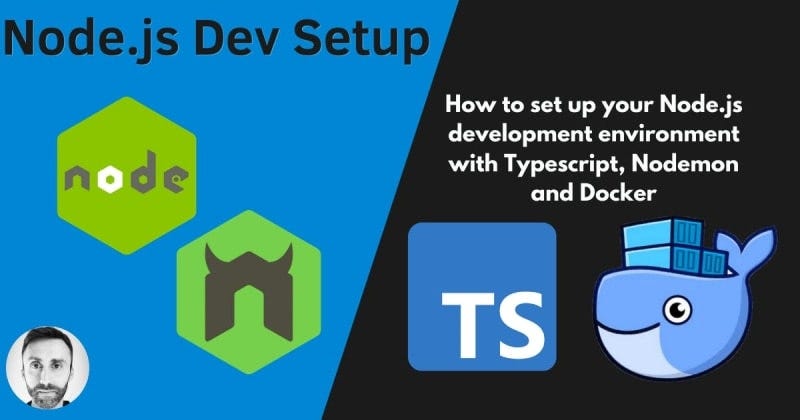 Node.js Dev Setup
node
How to set up your Node.js
development environment
with Typescript, Nodemon
and Docker
TS